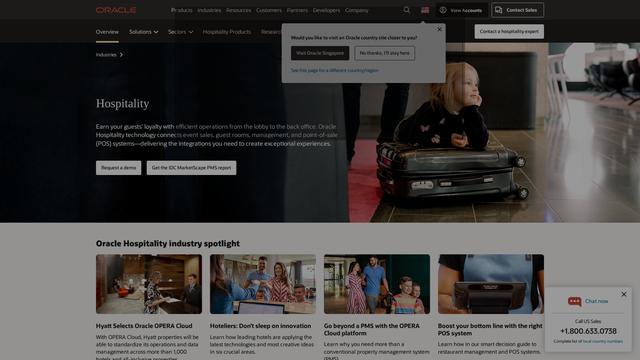 ORACLE
Products Industries Resources Customers Partners Developers Company
View Accounts
Contact Sales
Overview Solutions Sectors Hospitality Products
Contact a hospitality expert
Would you like to visit an Oracle country site closer to you?
Visit Oracle Singapore
No thanks, I'll stay here
See this page for a different country/region
Industries
Hospitality
Earn your guests' loyalty with efficient operations from the lobby to the back office. Oracle
Hospitality technology connects event sales, guest rooms, management, and point-of-sale
(POS) systems—delivering the integrations you need to create exceptional experiences.
Request a demo
Get the IDC MarketScape PMS report
Oracle Hospitality industry spotlight
Hyatt Selects Oracle OPERA Cloud
With OPERA Cloud, Hyatt properties will be
able to standardize its operations and data
management across more than 1,000
hotels and all-inclusive properties
Hoteliers: Don't sleep on innovation
Learn how leading hotels are applying the
latest technologies and most creative ideas
in six crucial areas.
Go beyond a PMS with the OPERA
Cloud platform
Learn why you need more than a
conventional property management system
(PMS)
Boost your bottom line with the right
POS system
Learn how in our smart decision guide to
restaurant management and POS systems.
Chat now
Call US Sales
+1.800.633.0738
Complete list of local country numbers